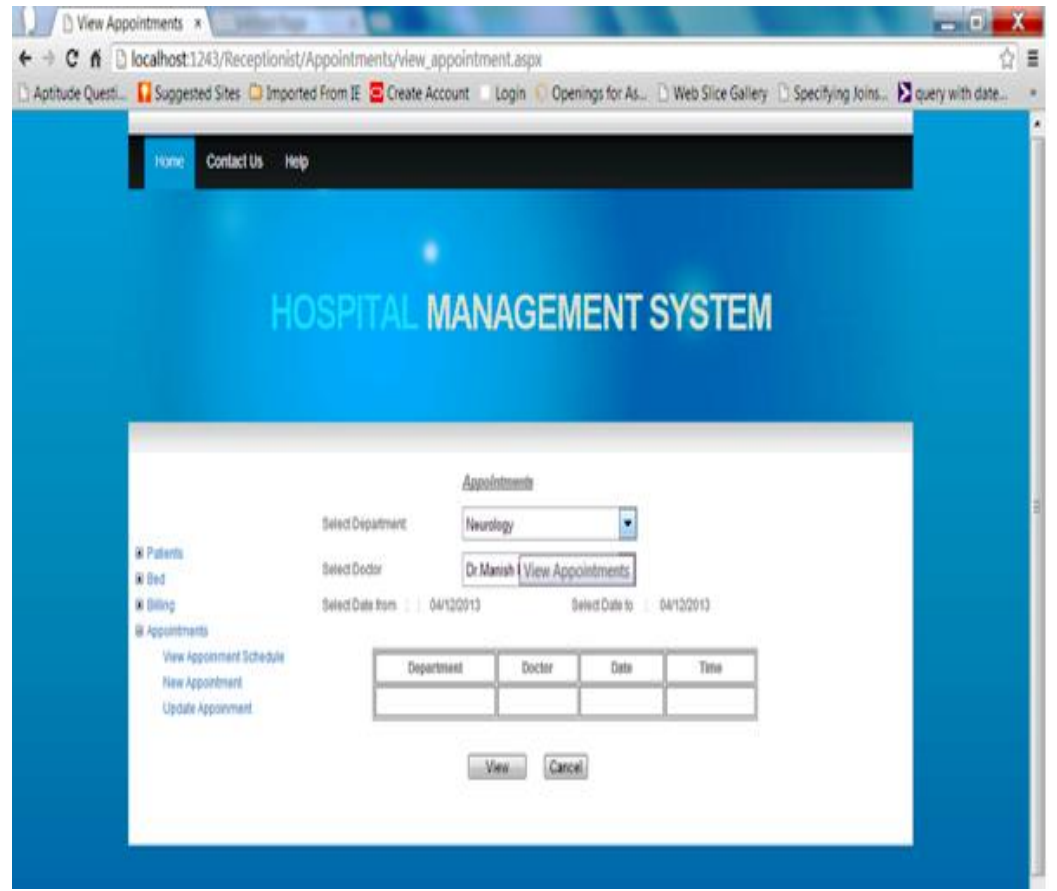 View Appointments ×
localhost:1243/Receptionist/Appointments/view_appointment.aspx
Aptitude Questi... Suggested Sites Imported From IE Create Account Login Openings for As... Web Slice Gallery Specifying Joins... query with date...
Home Contact Us Help
HOSPITAL MANAGEMENT SYSTEM
Appointments
Select Department Neurology
Select Doctor Dr.Manish View Appointments
Select Date from : 04/12/2013 Select Date to : 04/12/2013
Patients
Bed
Billing
Appointments
View Appoinment Schedule
New Appointment
Update Appoinment
Department Doctor Date Time
View Cancel